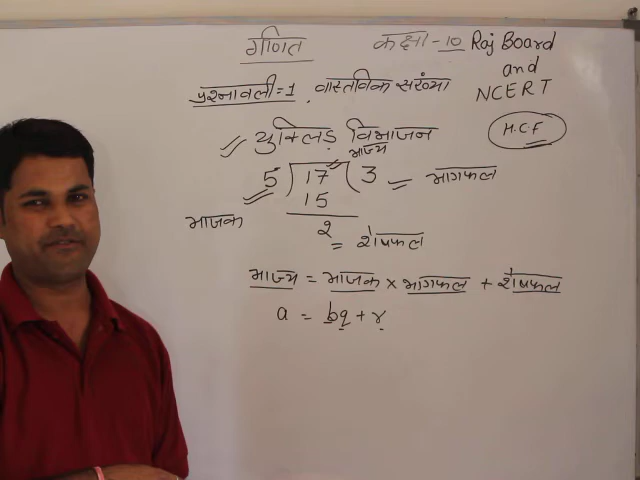 गणित कक्षा - 10 Raj Board
and
NCERT
प्रश्नावली = 1 . वास्तविक संख्या
H.C.F
युक्लिड़ विभाजन
भाज्य
5 ) 17 ( 3 = भागफल
15
भाजक
२ = शेषफल
भाज्य = भाजक × भागफल + शेषफल
a = bq + r